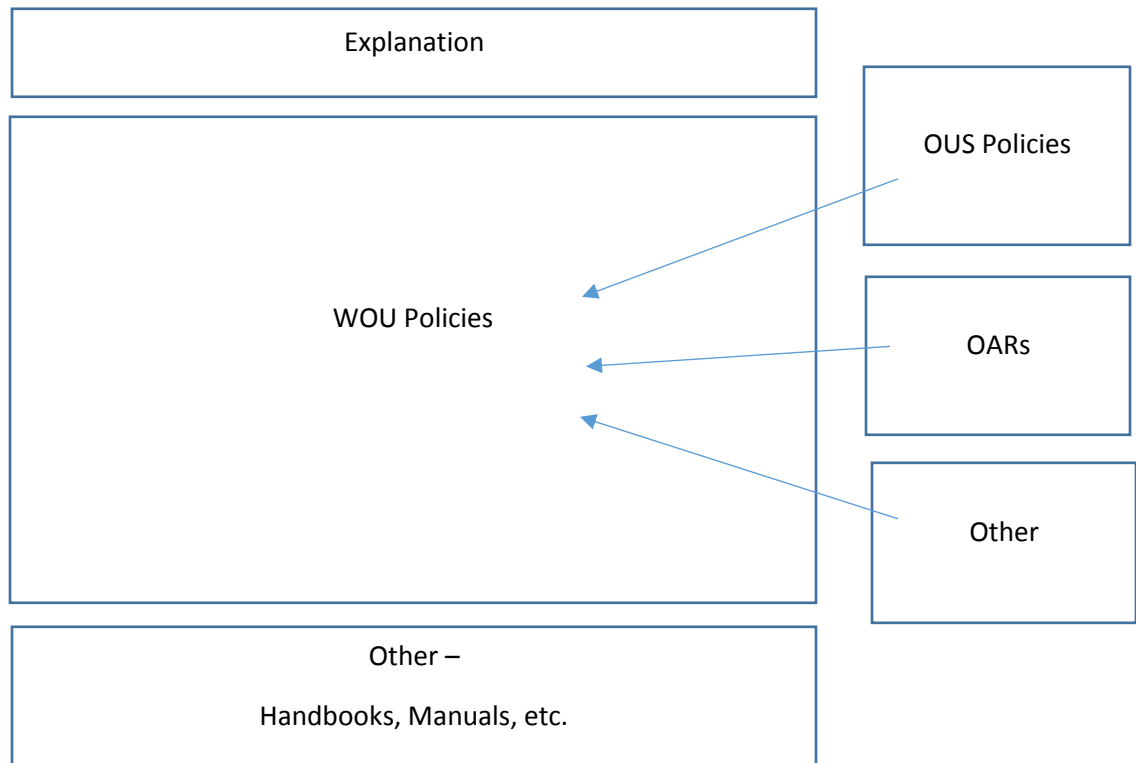 Explanation
OUS Policies
WOU Policies
OARs
Other
Other –
Handbooks, Manuals, etc.